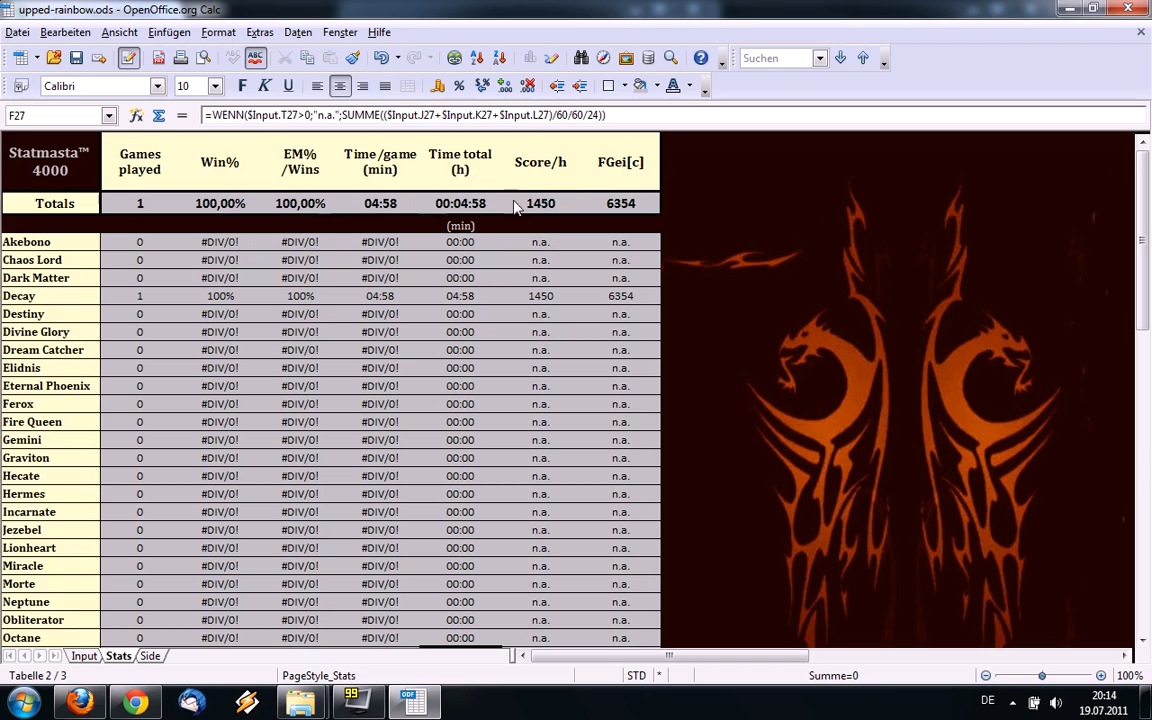 upped-rainbow.ods - OpenOffice.org Calc
Datei Bearbeiten Ansicht Einfügen Format Extras Daten Fenster Hilfe
Suchen
Calibri 10 F K U
F27 =WENN($Input.T27>0;"n.a.";SUMME(($Input.J27+$Input.K27+$Input.L27)/60/60/24))
Statmasta™ 4000 Games played Win% EM% /Wins Time/game (min) Time total (h) Score/h FGei[c]
Totals 1 100,00% 100,00% 04:58 00:04:58 1450 6354
(min)
Akebono 0 #DIV/0! #DIV/0! #DIV/0! 00:00 n.a. n.a.
Chaos Lord 0 #DIV/0! #DIV/0! #DIV/0! 00:00 n.a. n.a.
Dark Matter 0 #DIV/0! #DIV/0! #DIV/0! 00:00 n.a. n.a.
Decay 1 100% 100% 04:58 04:58 1450 6354
Destiny 0 #DIV/0! #DIV/0! #DIV/0! 00:00 n.a. n.a.
Divine Glory 0 #DIV/0! #DIV/0! #DIV/0! 00:00 n.a. n.a.
Dream Catcher 0 #DIV/0! #DIV/0! #DIV/0! 00:00 n.a. n.a.
Elidnis 0 #DIV/0! #DIV/0! #DIV/0! 00:00 n.a. n.a.
Eternal Phoenix 0 #DIV/0! #DIV/0! #DIV/0! 00:00 n.a. n.a.
Ferox 0 #DIV/0! #DIV/0! #DIV/0! 00:00 n.a. n.a.
Fire Queen 0 #DIV/0! #DIV/0! #DIV/0! 00:00 n.a. n.a.
Gemini 0 #DIV/0! #DIV/0! #DIV/0! 00:00 n.a. n.a.
Graviton 0 #DIV/0! #DIV/0! #DIV/0! 00:00 n.a. n.a.
Hecate 0 #DIV/0! #DIV/0! #DIV/0! 00:00 n.a. n.a.
Hermes 0 #DIV/0! #DIV/0! #DIV/0! 00:00 n.a. n.a.
Incarnate 0 #DIV/0! #DIV/0! #DIV/0! 00:00 n.a. n.a.
Jezebel 0 #DIV/0! #DIV/0! #DIV/0! 00:00 n.a. n.a.
Lionheart 0 #DIV/0! #DIV/0! #DIV/0! 00:00 n.a. n.a.
Miracle 0 #DIV/0! #DIV/0! #DIV/0! 00:00 n.a. n.a.
Morte 0 #DIV/0! #DIV/0! #DIV/0! 00:00 n.a. n.a.
Neptune 0 #DIV/0! #DIV/0! #DIV/0! 00:00 n.a. n.a.
Obliterator 0 #DIV/0! #DIV/0! #DIV/0! 00:00 n.a. n.a.
Octane 0 #DIV/0! #DIV/0! #DIV/0! 00:00 n.a. n.a.
Input Stats Side
Tabelle 2 / 3 PageStyle_Stats STD * Summe=0 100%
99 ODF DE 20:14
19.07.2011